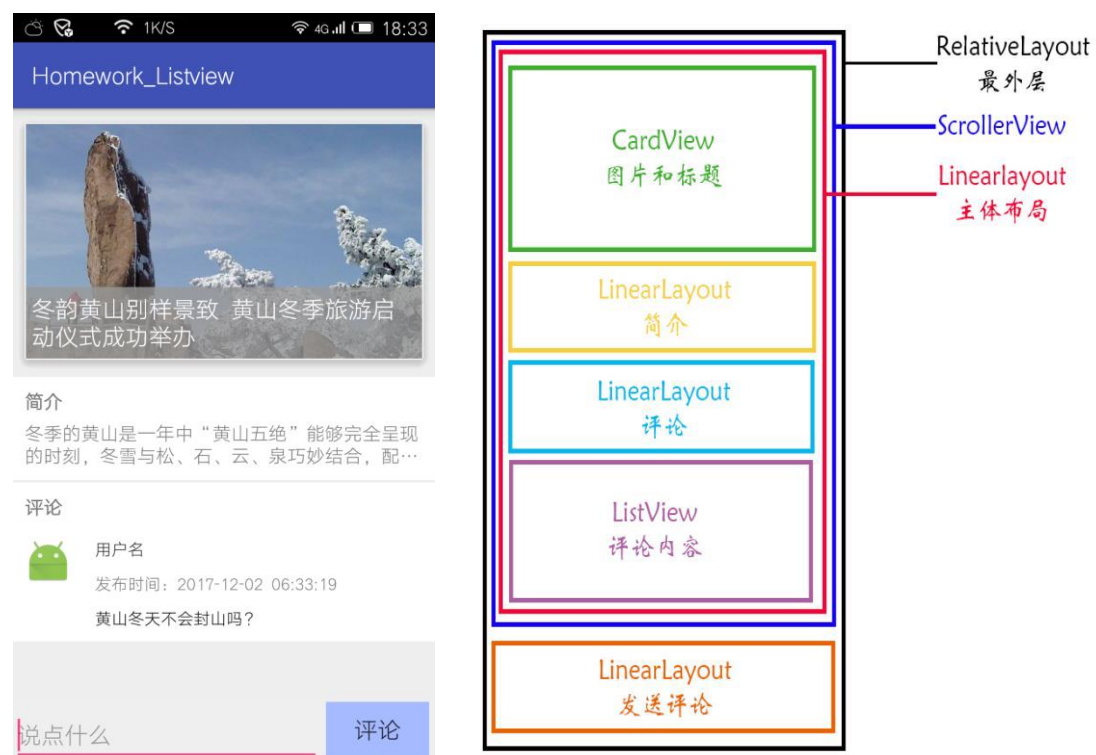 1K/S
4G
18:33
Homework_Listview
冬韵黄山别样景致 黄山冬季旅游启
动仪式成功举办
简介
冬季的黄山是一年中“黄山五绝”能够完全呈现
的时刻，冬雪与松、石、云、泉巧妙结合，配…
评论
用户名
发布时间：2017-12-02 06:33:19
黄山冬天不会封山吗？
说点什么
评论
CardView
图片和标题
LinearLayout
简介
LinearLayout
评论
ListView
评论内容
LinearLayout
发送评论
RelativeLayout
最外层
ScrollerView
Linearlayout
主体布局